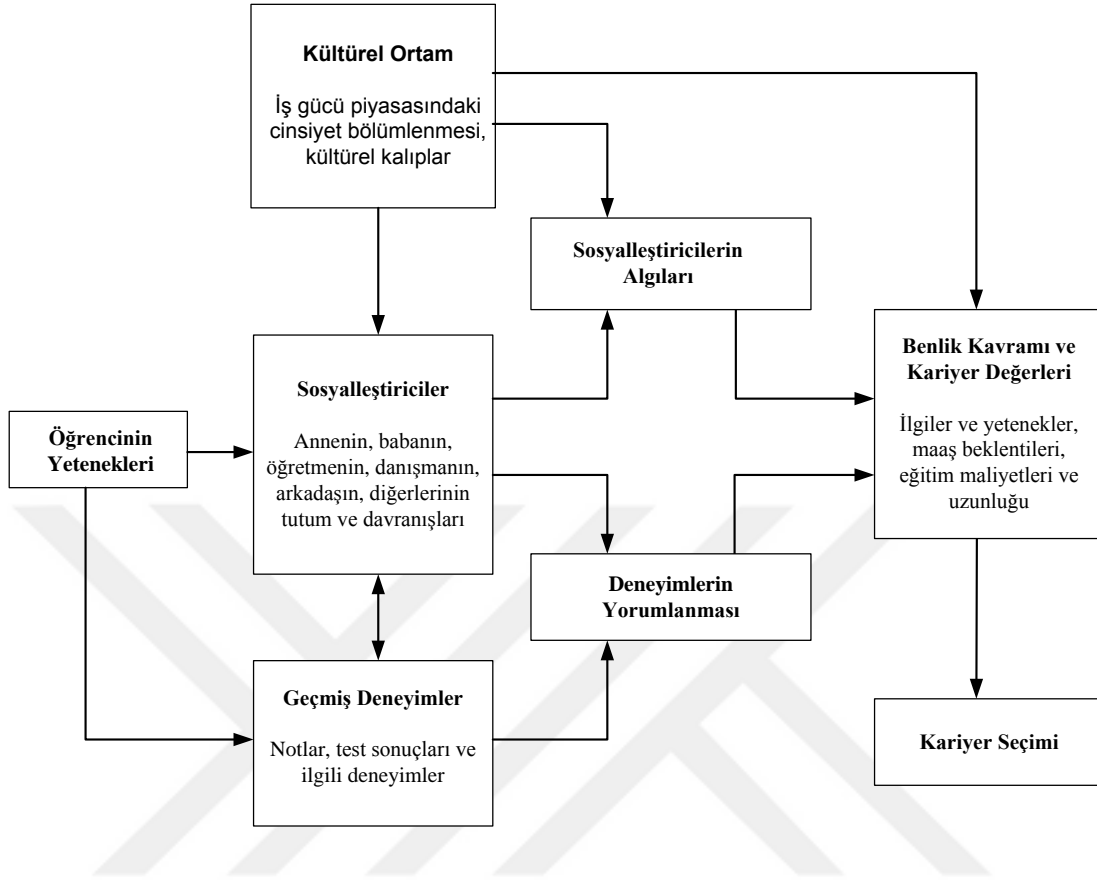 Kültürel Ortam
İş gücü piyasasındaki
cinsiyet bölümlenmesi,
kültürel kalıplar
Sosyalleştiricilerin
Algıları
Benlik Kavramı ve
Kariyer Değerleri
İlgiler ve yetenekler,
maaş beklentileri,
eğitim maliyetleri ve
uzunluğu
Sosyalleştiriciler
Annenin, babanın,
öğretmenin, danışmanın,
arkadaşın, diğerlerinin
tutum ve davranışları
Öğrencinin
Yetenekleri
Deneyimlerin
Yorumlanması
Geçmiş Deneyimler
Notlar, test sonuçları ve
ilgili deneyimler
Kariyer Seçimi